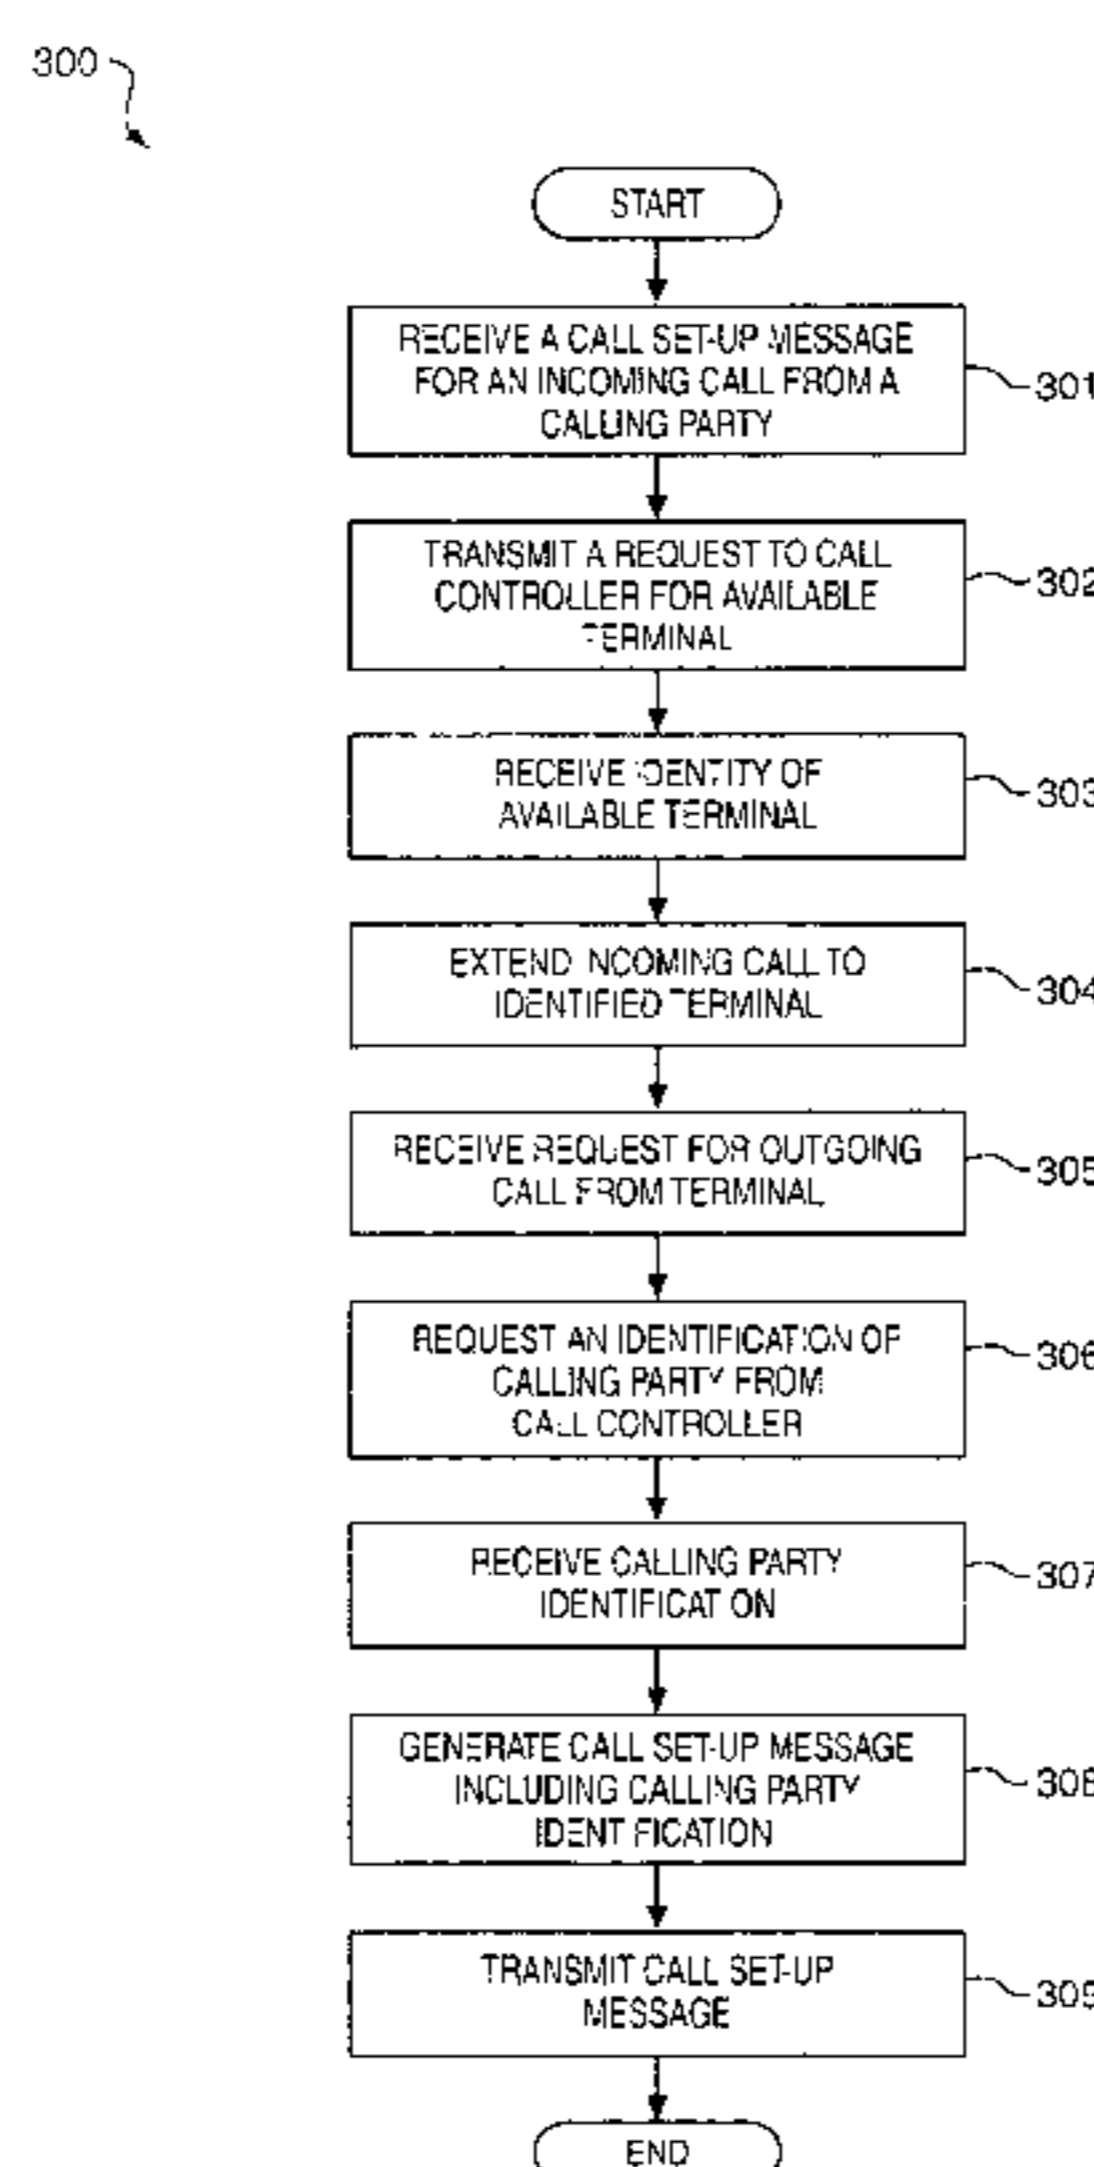 300
START
RECEIVE A CALL SET-UP MESSAGE
FOR AN INCOMING CALL FROM A
CALLING PARTY
301
TRANSMIT A REQUEST TO CALL
CONTROLLER FOR AVAILABLE
TERMINAL
302
RECEIVE IDENTITY OF
AVAILABLE TERMINAL
303
EXTEND INCOMING CALL TO
IDENTIFIED TERMINAL
304
RECEIVE REQUEST FOR OUTGOING
CALL FROM TERMINAL
305
REQUEST AN IDENTIFICATION OF
CALLING PARTY FROM
CALL CONTROLLER
306
RECEIVE CALLING PARTY
IDENTIFICATION
307
GENERATE CALL SET-UP MESSAGE
INCLUDING CALLING PARTY
IDENTIFICATION
308
TRANSMIT CALL SET-UP
MESSAGE
309
END